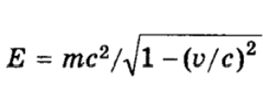 E = mc²/√1−(v/c)²